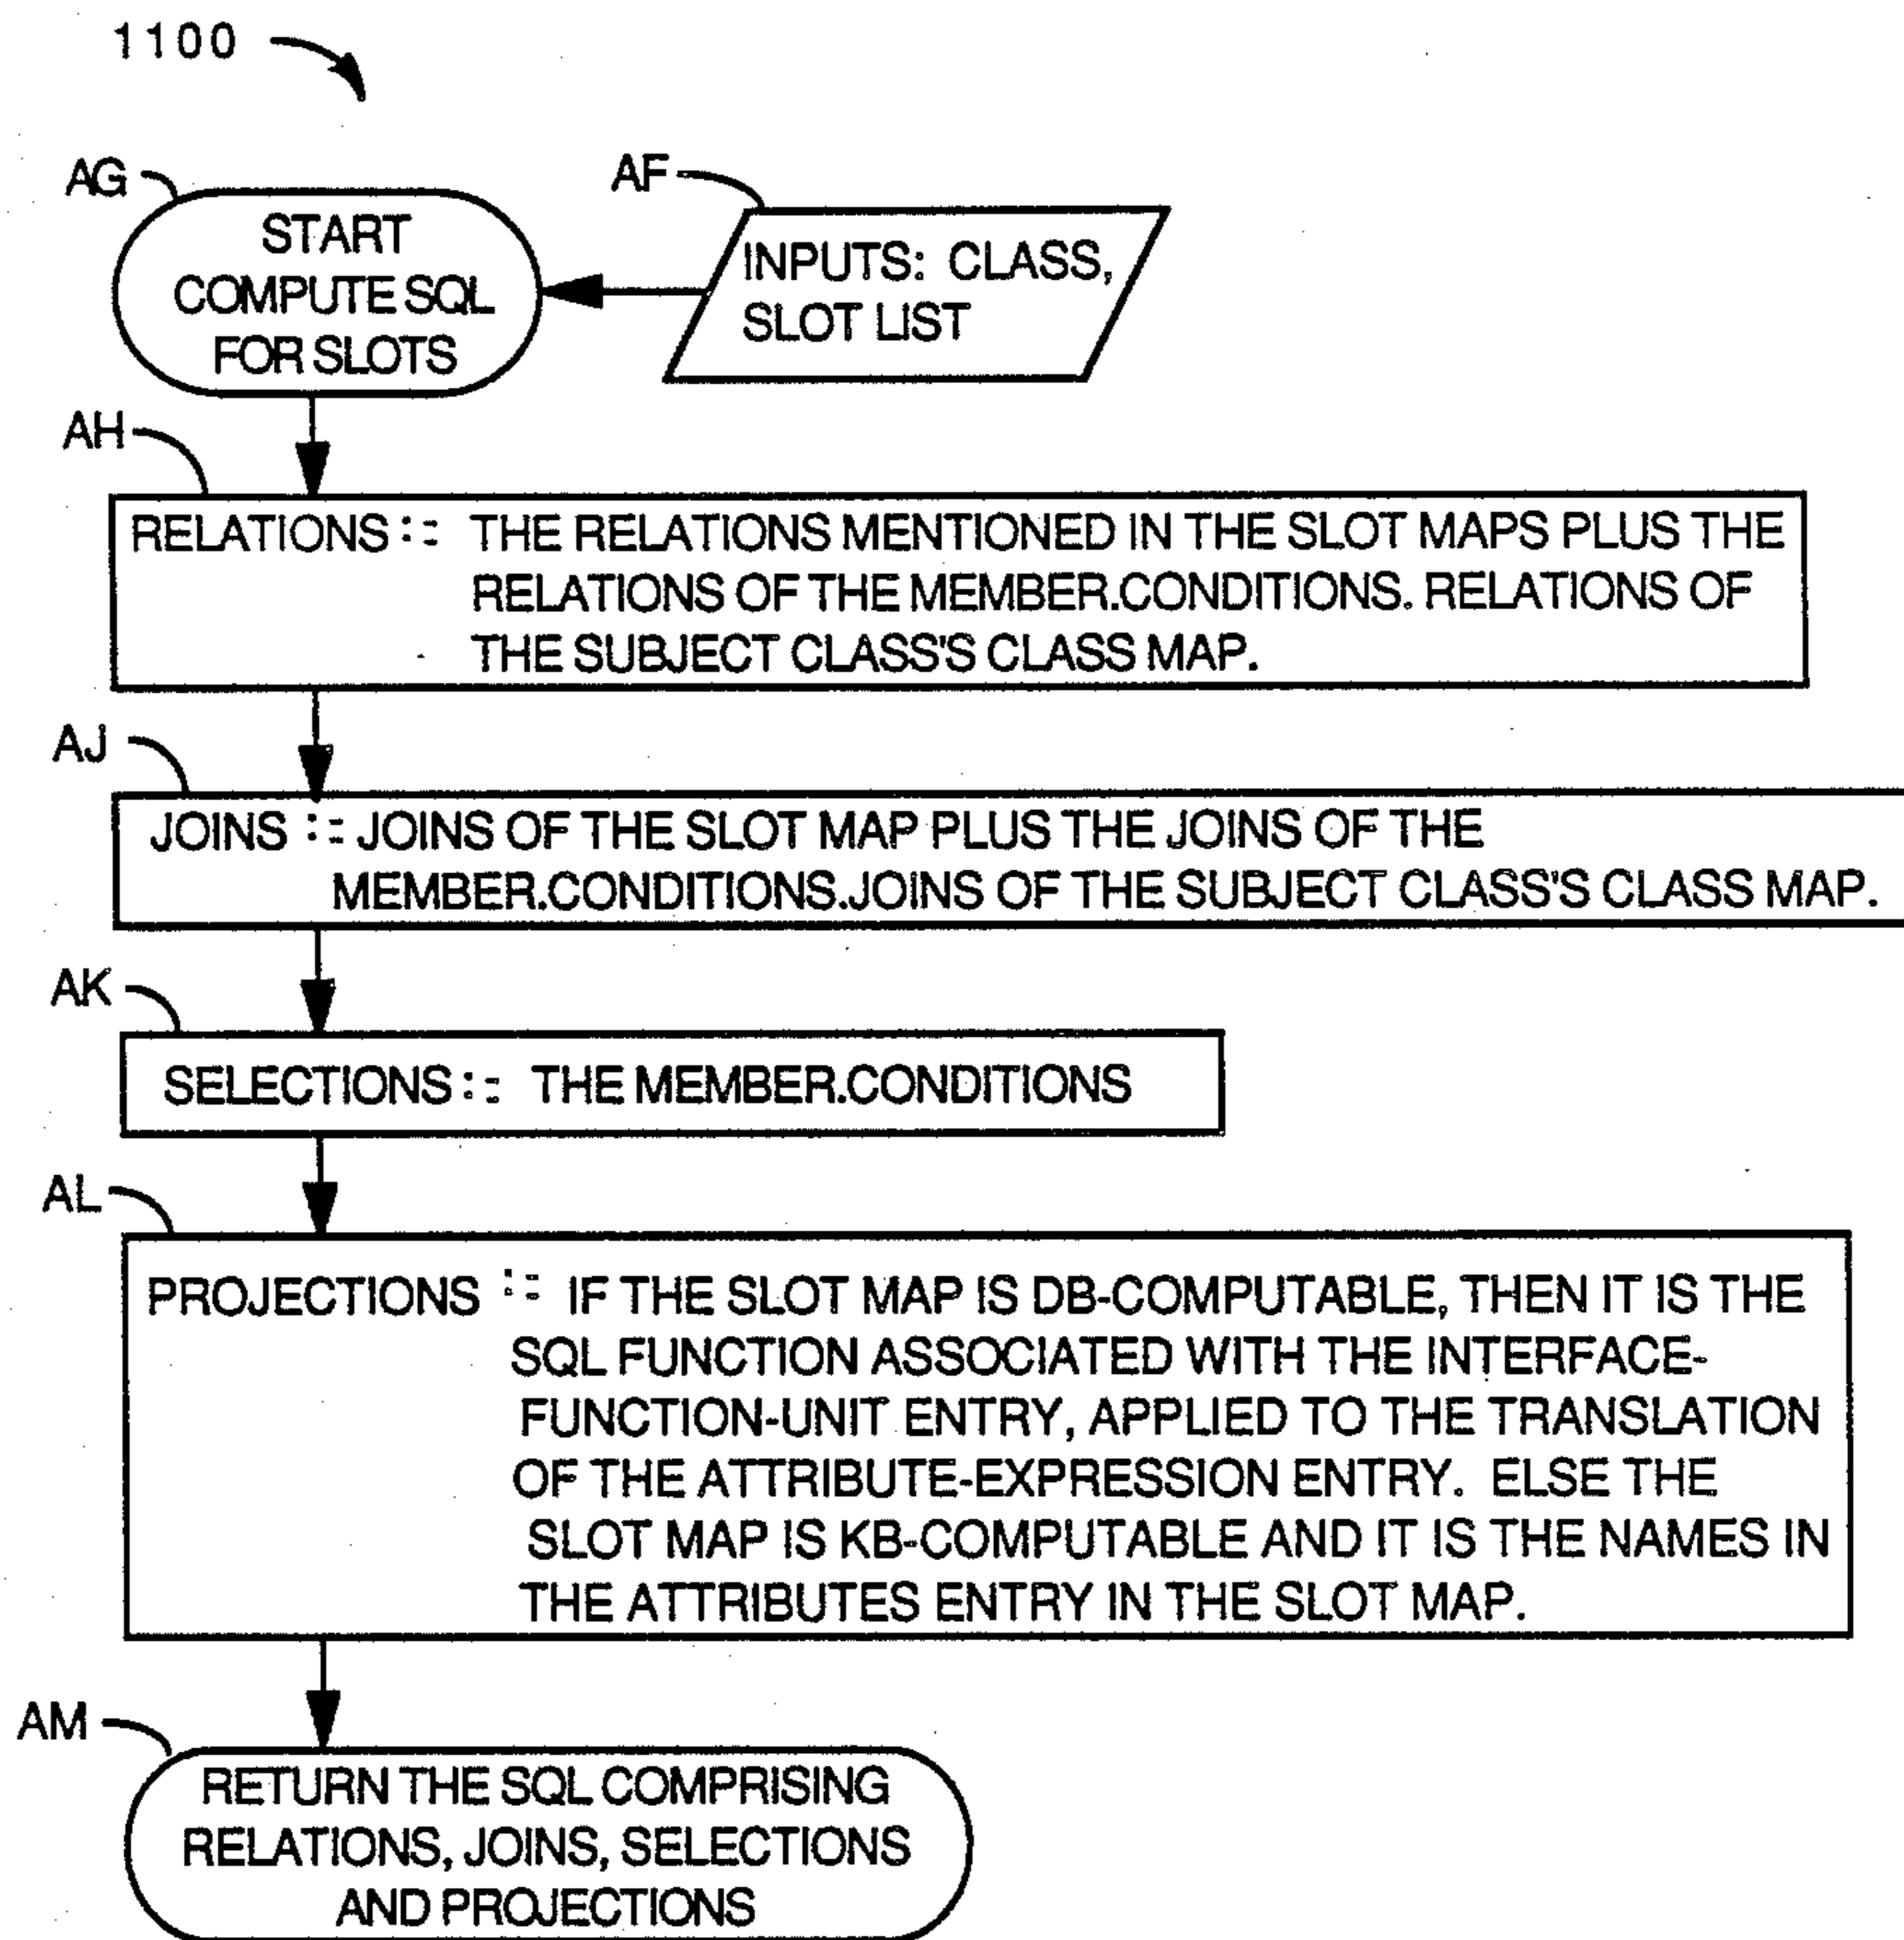 1100
AG
START
COMPUTE SQL
FOR SLOTS
AF
INPUTS: CLASS,
SLOT LIST
AH
RELATIONS := THE RELATIONS MENTIONED IN THE SLOT MAPS PLUS THE
RELATIONS OF THE MEMBER.CONDITIONS. RELATIONS OF
THE SUBJECT CLASS'S CLASS MAP.
AJ
JOINS := JOINS OF THE SLOT MAP PLUS THE JOINS OF THE
MEMBER.CONDITIONS.JOINS OF THE SUBJECT CLASS'S CLASS MAP.
AK
SELECTIONS := THE MEMBER.CONDITIONS
AL
PROJECTIONS := IF THE SLOT MAP IS DB-COMPUTABLE, THEN IT IS THE
SQL FUNCTION ASSOCIATED WITH THE INTERFACE-
FUNCTION-UNIT ENTRY, APPLIED TO THE TRANSLATION
OF THE ATTRIBUTE-EXPRESSION ENTRY. ELSE THE
SLOT MAP IS KB-COMPUTABLE AND IT IS THE NAMES IN
THE ATTRIBUTES ENTRY IN THE SLOT MAP.
AM
RETURN THE SQL COMPRISING
RELATIONS, JOINS, SELECTIONS
AND PROJECTIONS